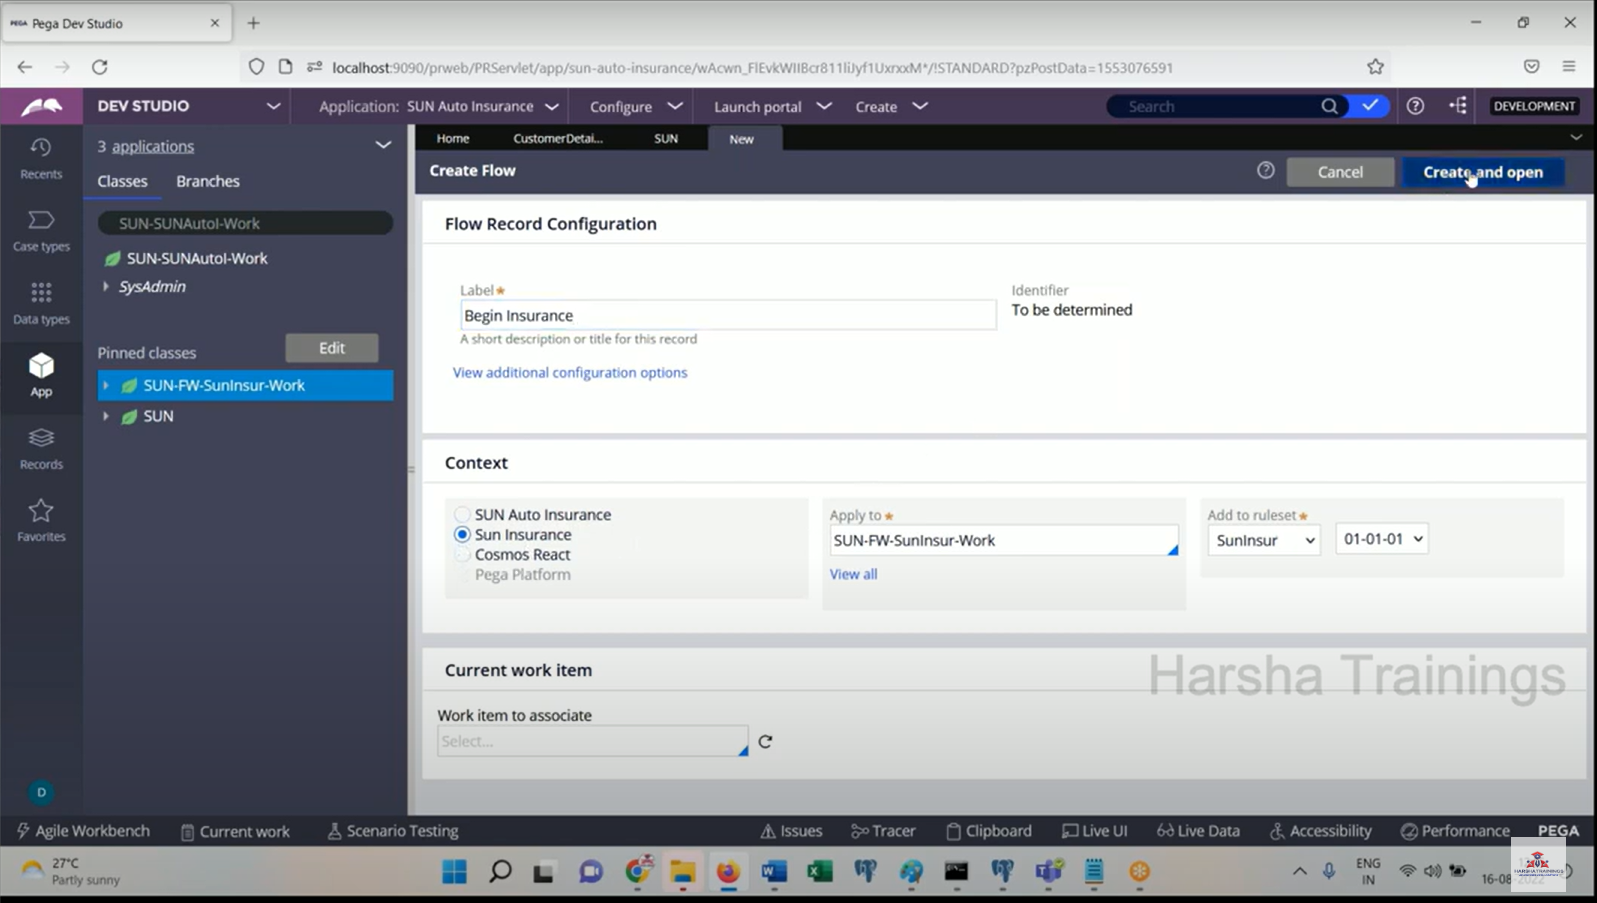 PEGA Pega Dev Studio
localhost:9090/prweb/PRServlet/app/sun-auto-insurance/wAcwn_FlEvkWIIBcr811liJyf1UxrxxM*/!STANDARD?pzPostData=1553076591
DEV STUDIO Application: SUN Auto Insurance Configure Launch portal Create Search DEVELOPMENT
Recents
Case types
Data types
App
Records
Favorites
D
3 applications
Classes Branches
SUN-SUNAutoI-Work
SUN-SUNAutoI-Work
SysAdmin
Pinned classes Edit
SUN-FW-SunInsur-Work
SUN
Home CustomerDetai... SUN New
Create Flow Cancel Create and open
Flow Record Configuration
Label★ Identifier
Begin Insurance To be determined
A short description or title for this record
View additional configuration options
Context
SUN Auto Insurance
Sun Insurance
Cosmos React
Pega Platform
Apply to ★
SUN-FW-SunInsur-Work
View all
Add to ruleset★
SunInsur 01-01-01
Current work item
Work item to associate
Select...
Harsha Trainings
Agile Workbench Current work Scenario Testing Issues Tracer Clipboard Live UI Live Data Accessibility Performance PEGA
27°C
Partly sunny
ENG
IN
HARSHATRAININGS